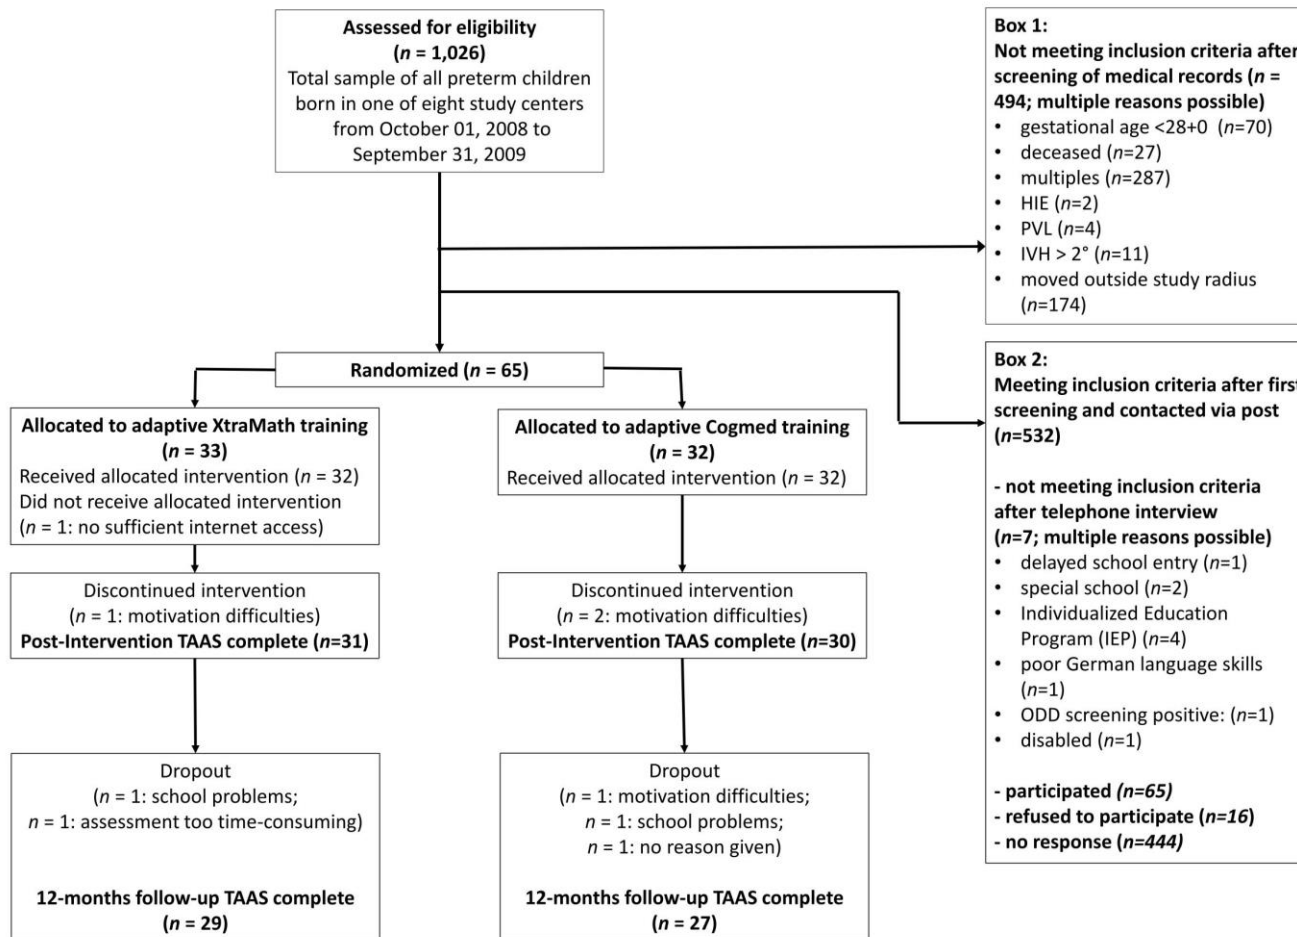 Assessed for eligibility
(n = 1,026)
Total sample of all preterm children
born in one of eight study centers
from October 01, 2008 to
September 31, 2009
Box 1:
Not meeting inclusion criteria after
screening of medical records (n =
494; multiple reasons possible)
• gestational age <28+0 (n=70)
• deceased (n=27)
• multiples (n=287)
• HIE (n=2)
• PVL (n=4)
• IVH > 2° (n=11)
• moved outside study radius
(n=174)
Box 2:
Meeting inclusion criteria after first
screening and contacted via post
(n=532)
- not meeting inclusion criteria
after telephone interview
(n=7; multiple reasons possible)
• delayed school entry (n=1)
• special school (n=2)
• Individualized Education
Program (IEP) (n=4)
• poor German language skills
(n=1)
• ODD screening positive: (n=1)
• disabled (n=1)
- participated (n=65)
- refused to participate (n=16)
- no response (n=444)
Randomized (n = 65)
Allocated to adaptive XtraMath training
(n = 33)
Received allocated intervention (n = 32)
Did not receive allocated intervention
(n = 1: no sufficient internet access)
Discontinued intervention
(n = 1: motivation difficulties)
Post-Intervention TAAS complete (n=31)
Dropout
(n = 1: school problems;
n = 1: assessment too time-consuming)
12-months follow-up TAAS complete
(n = 29)
Allocated to adaptive Cogmed training
(n = 32)
Received allocated intervention (n = 32)
Discontinued intervention
(n = 2: motivation difficulties)
Post-Intervention TAAS complete (n=30)
Dropout
(n = 1: motivation difficulties;
n = 1: school problems;
n = 1: no reason given)
12-months follow-up TAAS complete
(n = 27)